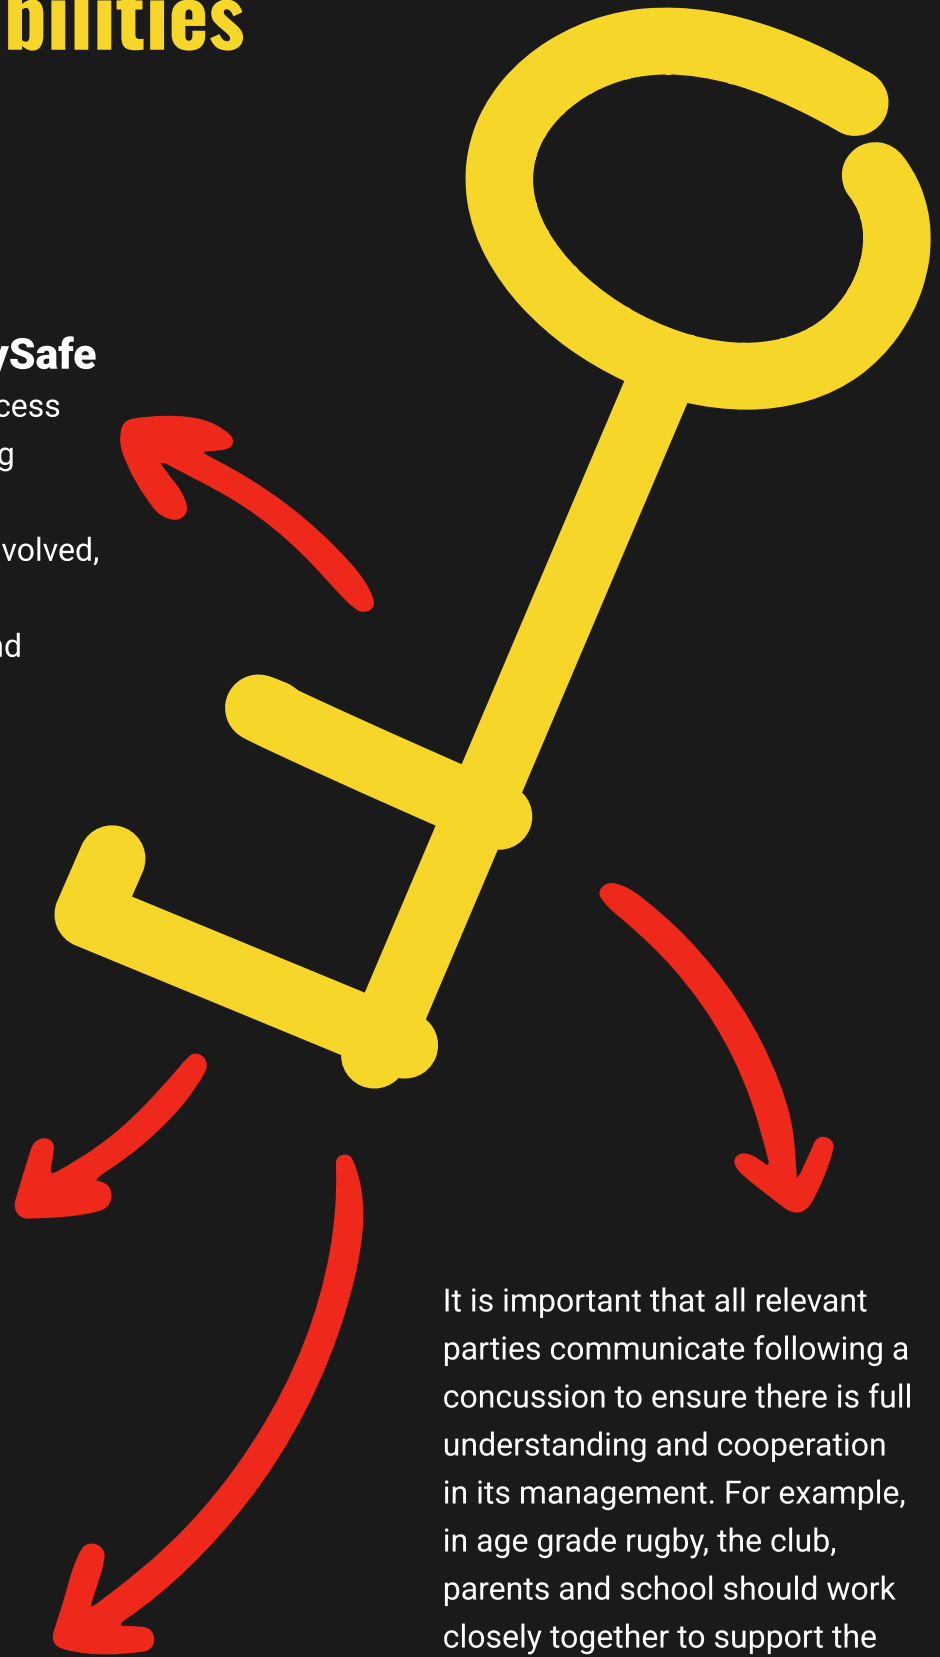 bilities
ySafe
cess
g
volved,
nd
It is important that all relevant
parties communicate following a
concussion to ensure there is full
understanding and cooperation
in its management. For example,
in age grade rugby, the club,
parents and school should work
closely together to support the